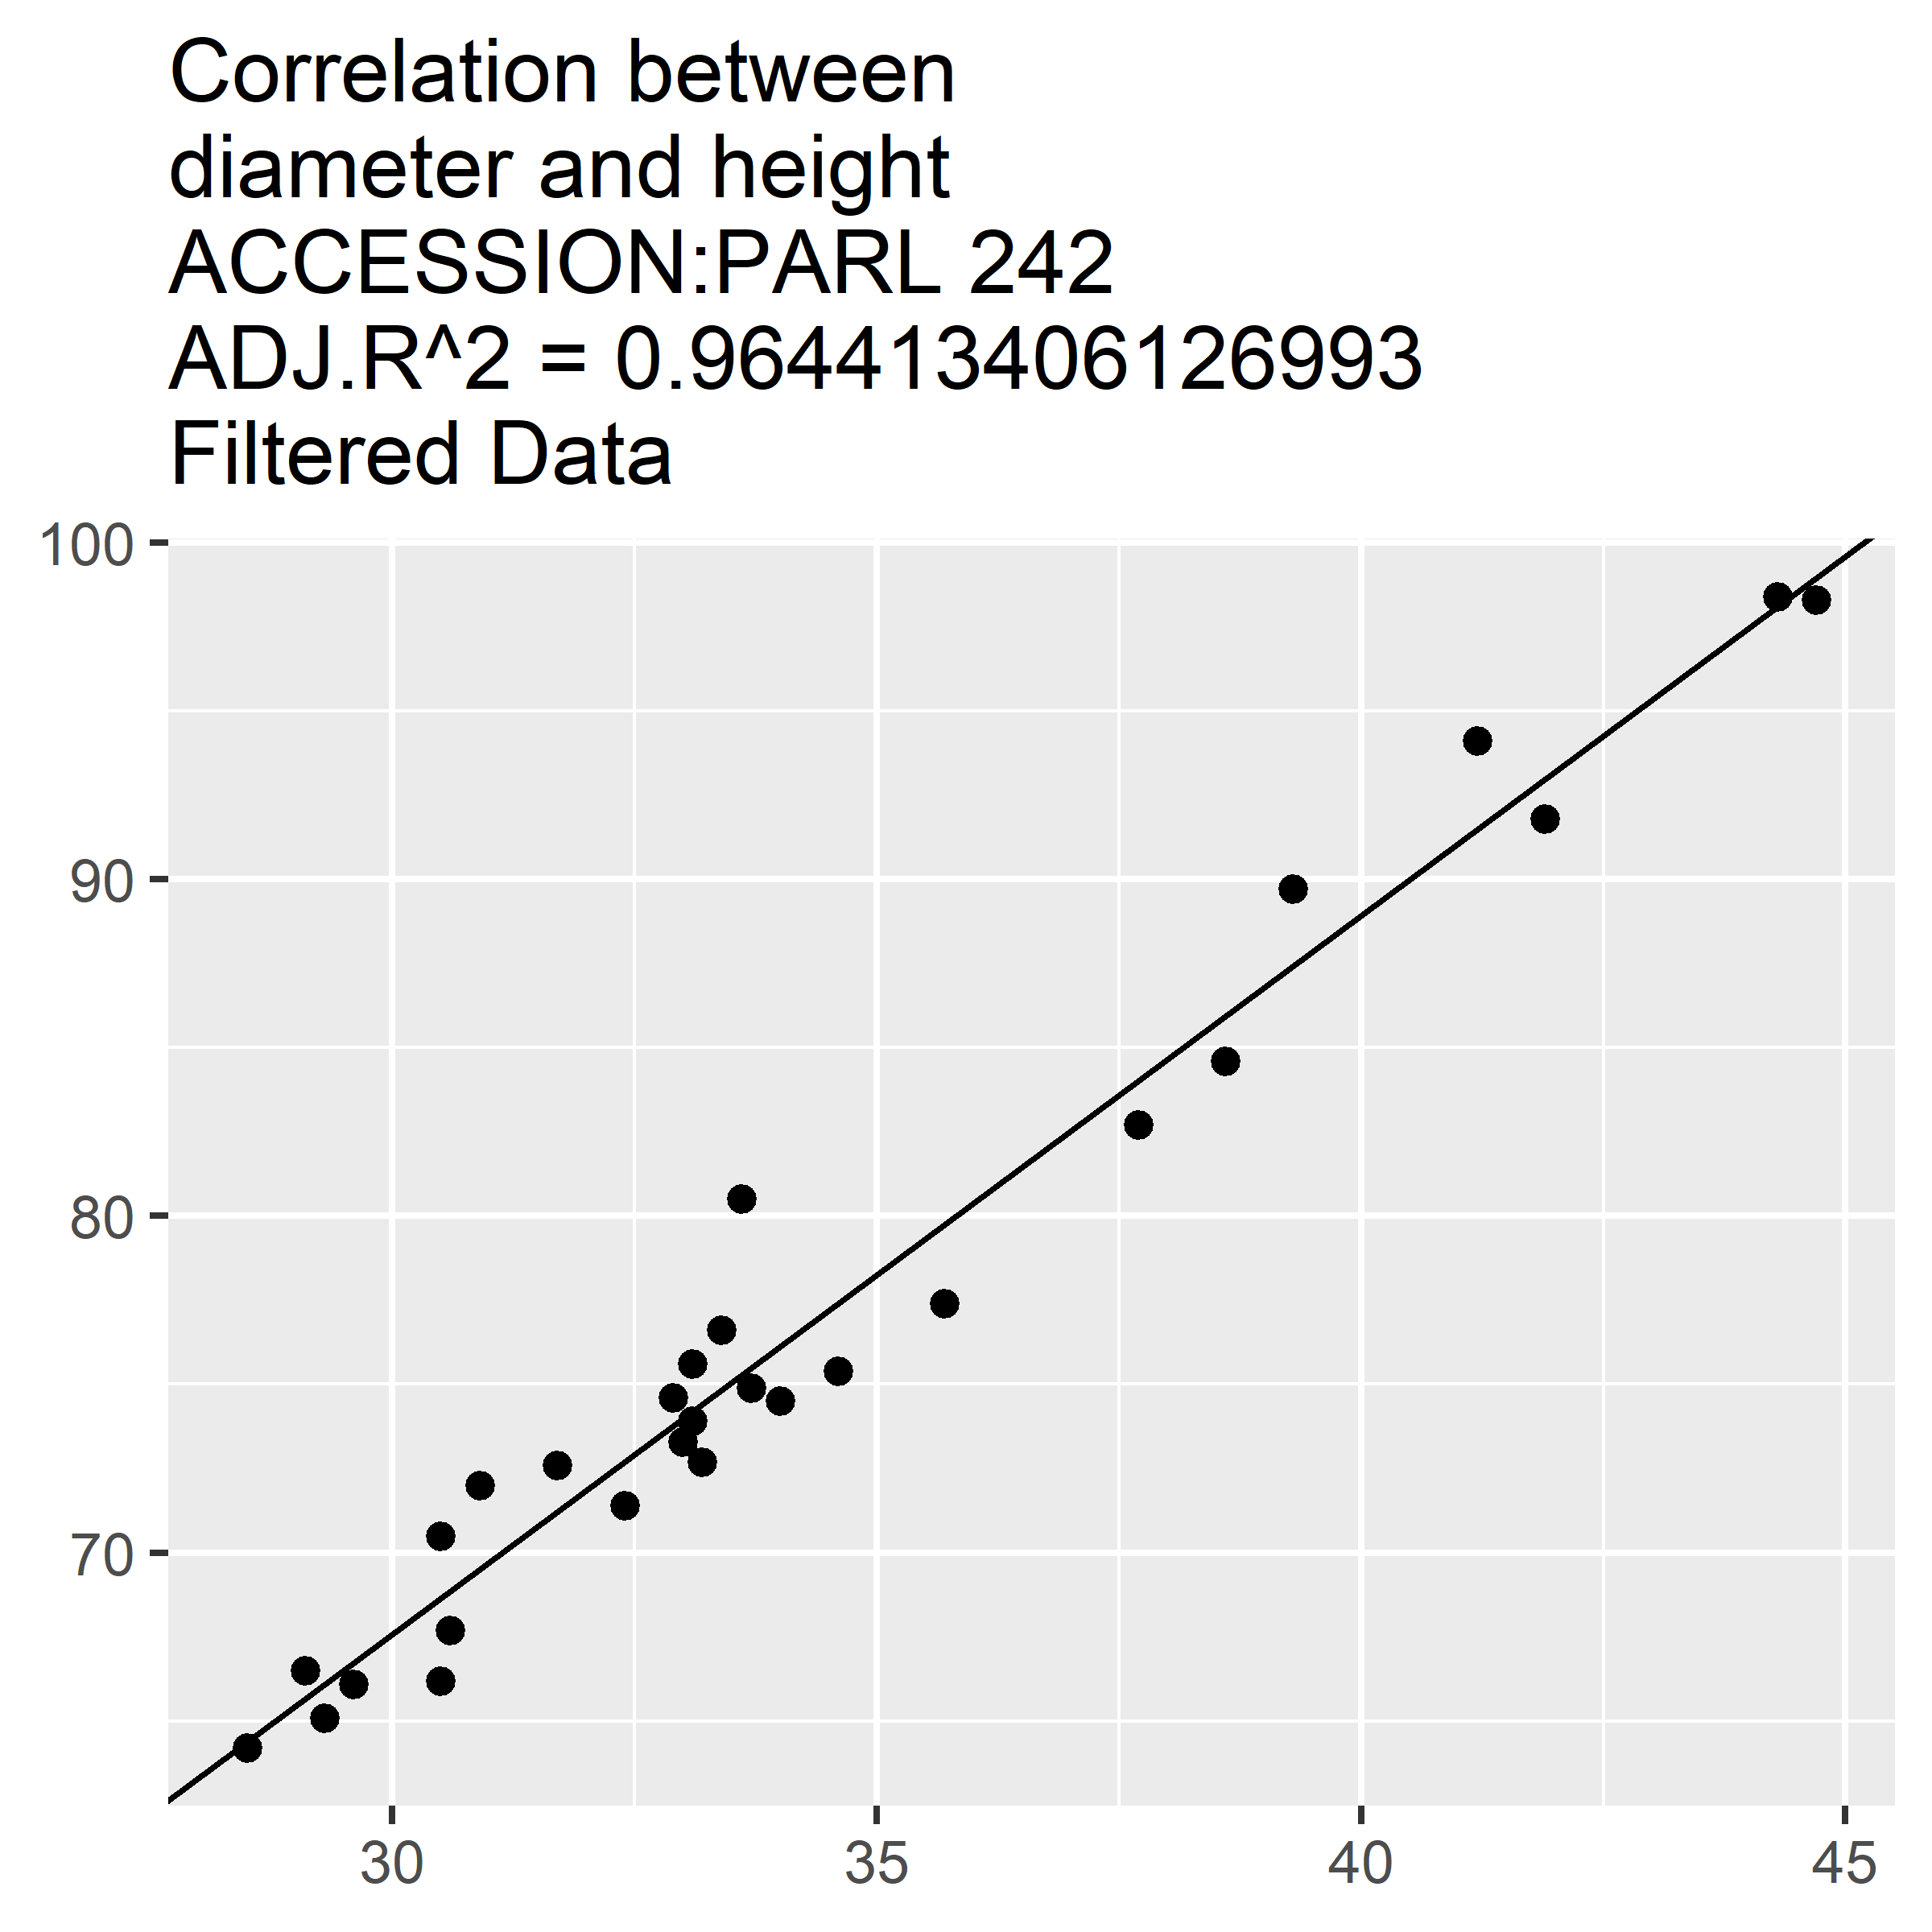 Correlation between
diameter and height
ACCESSION:PARL 242
ADJ.R^2 = 0.964413406126993
Filtered Data
100
90
80
70
30 35 40 45